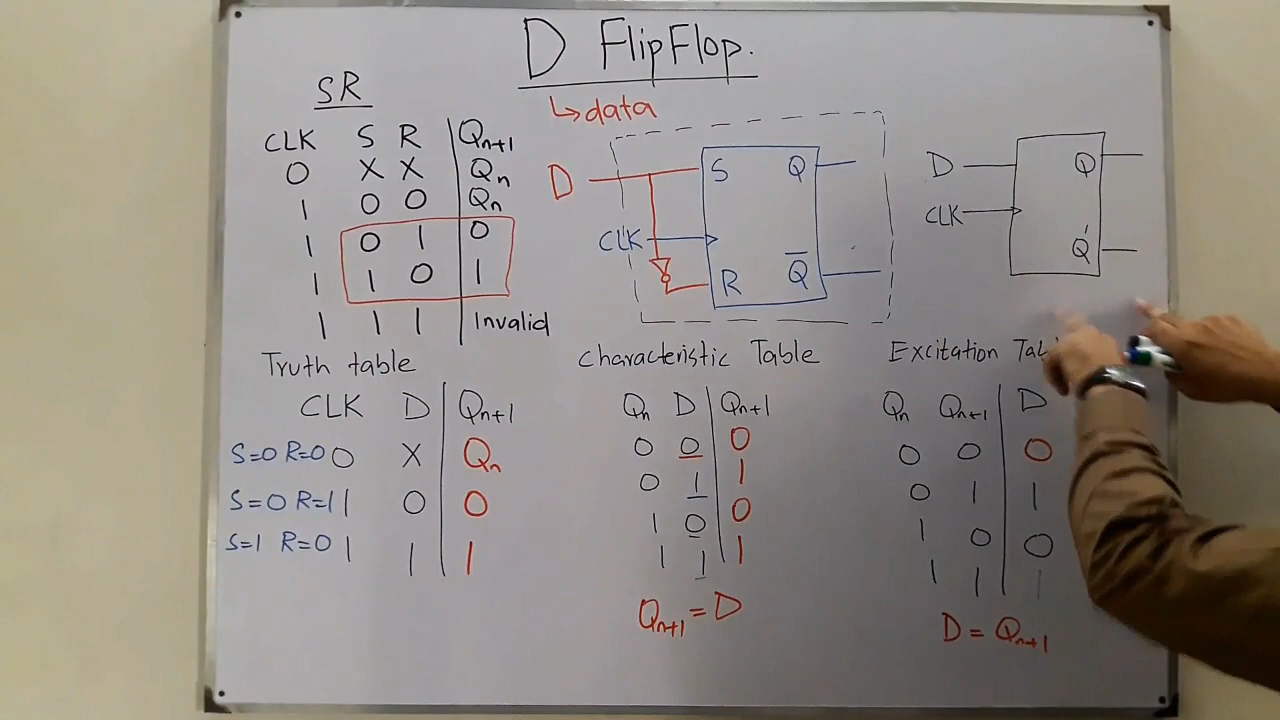 D FlipFlop.
↳ data
SR
CLK S R Qn+1
0 X X Qn
1 0 0 Qn
1 0 1 0
1 1 0 1
1 1 1 Invalid
D
CLK
S Q
R Q̅
D
CLK
Q
Q'
Truth table
CLK D Qn+1
S=0 R=0 0 X Qn
S=0 R=1 1 0 0
S=1 R=0 1 1 1
Characteristic Table
Qn D Qn+1
0 0 0
0 1 1
1 0 0
1 1 1
Qn+1 = D
Excitation
Qn Qn+1 D
0 0 0
0 1 1
1 0 0
1 1 1
D = Qn+1